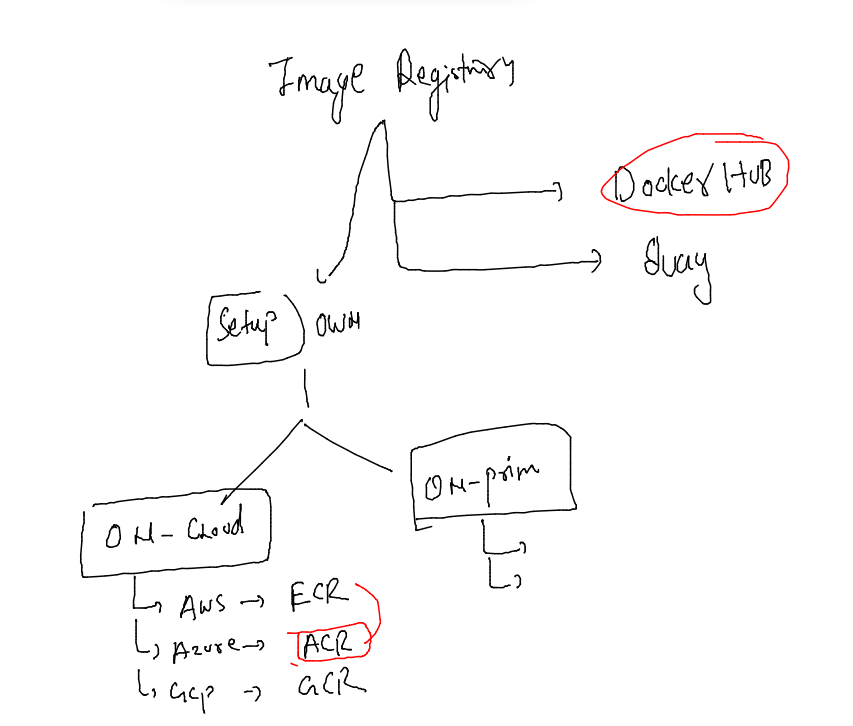 Image Registry
Docker HUB
Quay
Setup OWN
ON-prim
ON-Cloud
AWS → ECR
Azure → ACR
GCP → GCR